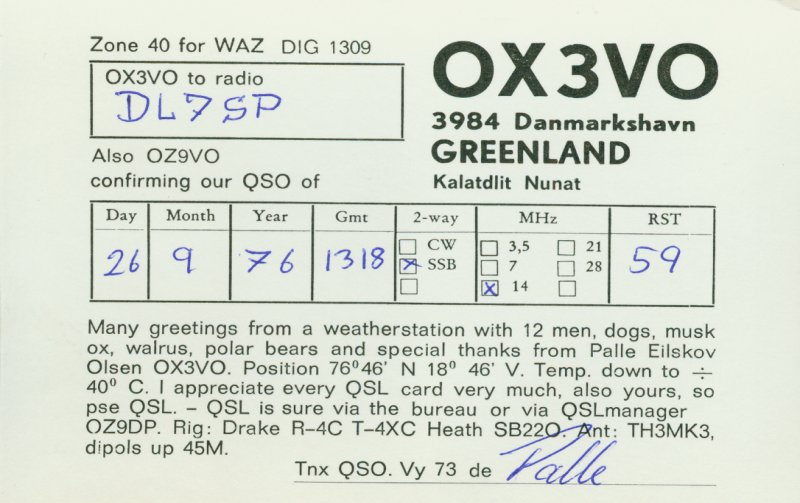 Zone 40 for WAZ DIG 1309
OX3VO to radio
DL7SP
OX3VO
3984 Danmarkshavn
GREENLAND
Kalatdlit Nunat
Also OZ9VO
confirming our QSO of
Day Month Year Gmt 2-way MHz RST
26 9 76 1318 CW 3,5 21 59
SSB 7 28
14
Many greetings from a weatherstation with 12 men, dogs, musk
ox, walrus, polar bears and special thanks from Palle Eilskov
Olsen OX3VO. Position 76⁰46' N 18⁰ 46' V. Temp. down to ÷
40⁰ C. I appreciate every QSL card very much, also yours, so
pse QSL. – QSL is sure via the bureau or via QSLmanager
OZ9DP. Rig: Drake R-4C T-4XC Heath SB220. Ant: TH3MK3,
dipols up 45M.
Tnx QSO. Vy 73 de Palle